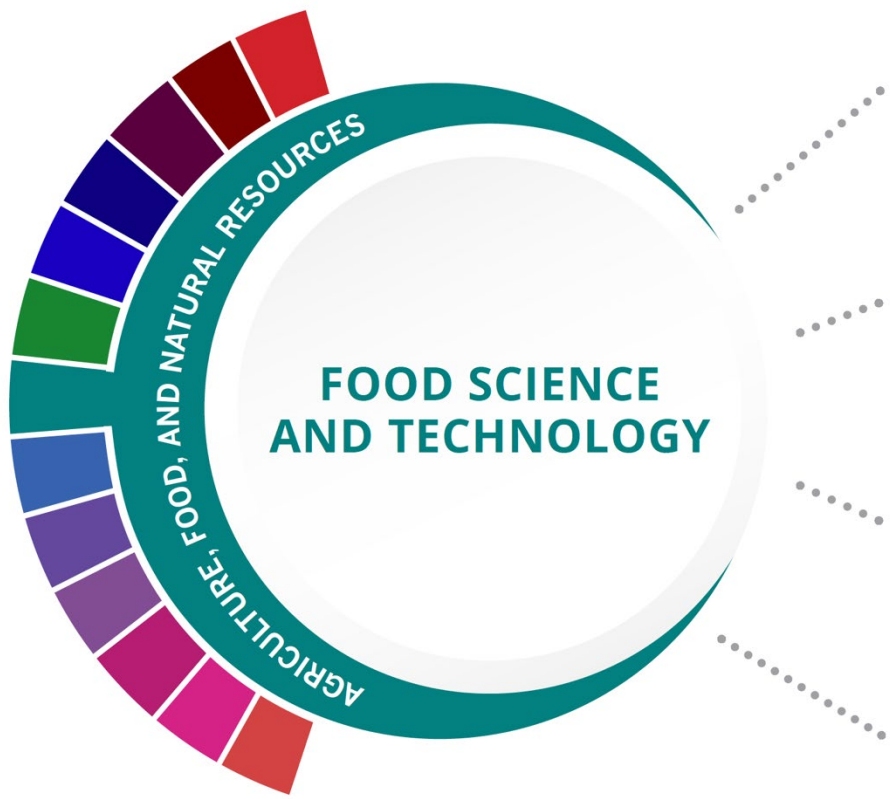 AGRICULTURE, FOOD, AND NATURAL RESOURCES
FOOD SCIENCE
AND TECHNOLOGY